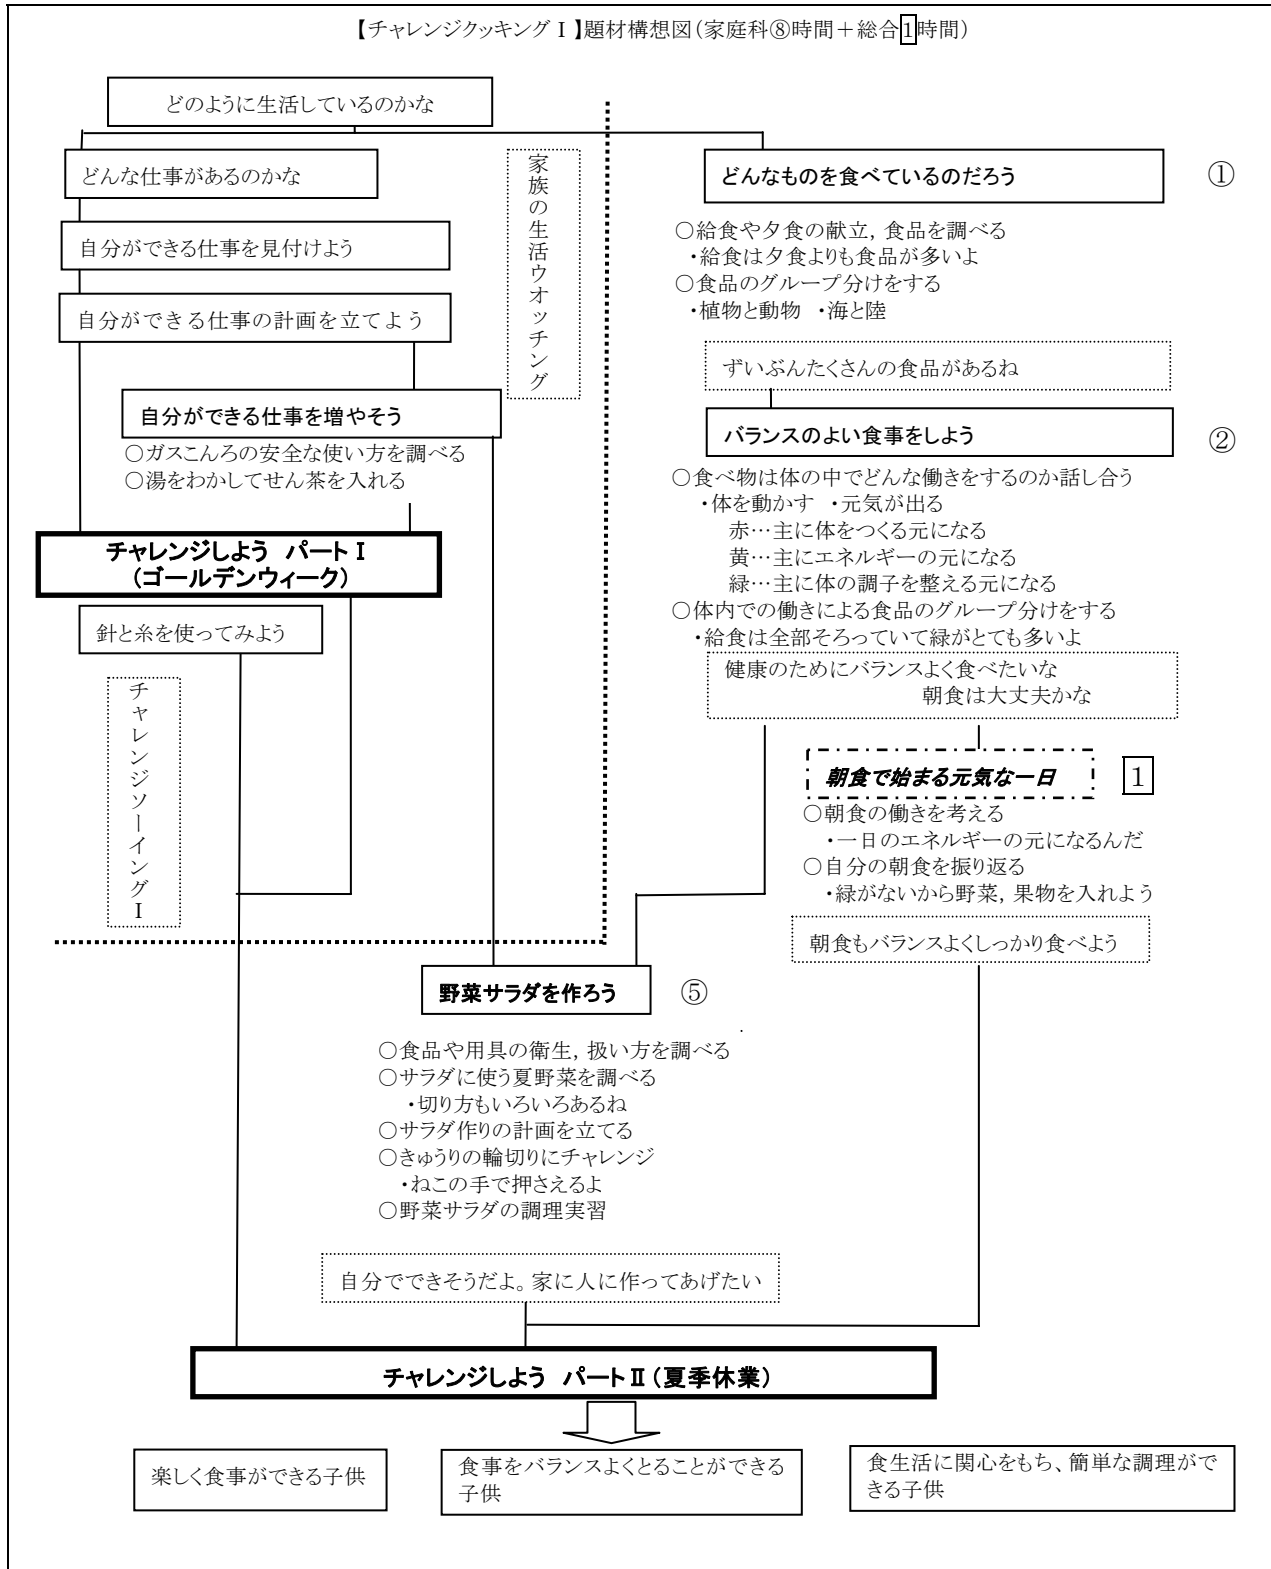 【チャレンジクッキングⅠ】題材構想図(家庭科⑧時間+総合1時間)
どのように生活しているのかな
どんな仕事があるのかな
自分ができる仕事を見付けよう
自分ができる仕事の計画を立てよう
家族の生活ウオッチング
自分ができる仕事を増やそう
○ガスこんろの安全な使い方を調べる
○湯をわかしてせん茶を入れる
チャレンジしよう パートⅠ
(ゴールデンウィーク)
針と糸を使ってみよう
チャレンジソーイングⅠ
どんなものを食べているのだろう
①
○給食や夕食の献立,食品を調べる
・給食は夕食よりも食品が多いよ
○食品のグループ分けをする
・植物と動物 ・海と陸
ずいぶんたくさんの食品があるね
バランスのよい食事をしよう
②
○食べ物は体の中でどんな働きをするのか話し合う
・体を動かす ・元気が出る
赤…主に体をつくる元になる
黄…主にエネルギーの元になる
緑…主に体の調子を整える元になる
○体内での働きによる食品のグループ分けをする
・給食は全部そろっていて緑がとても多いよ
健康のためにバランスよく食べたいな
朝食は大丈夫かな
朝食で始まる元気な一日
1
○朝食の働きを考える
・一日のエネルギーの元になるんだ
○自分の朝食を振り返る
・緑がないから野菜,果物を入れよう
朝食もバランスよくしっかり食べよう
野菜サラダを作ろう
⑤
○食品や用具の衛生,扱い方を調べる
○サラダに使う夏野菜を調べる
・切り方もいろいろあるね
○サラダ作りの計画を立てる
○きゅうりの輪切りにチャレンジ
・ねこの手で押さえるよ
○野菜サラダの調理実習
自分でできそうだよ。家に人に作ってあげたい
チャレンジしよう パートⅡ(夏季休業)
楽しく食事ができる子供
食事をバランスよくとることができる
子供
食生活に関心をもち、簡単な調理がで
きる子供